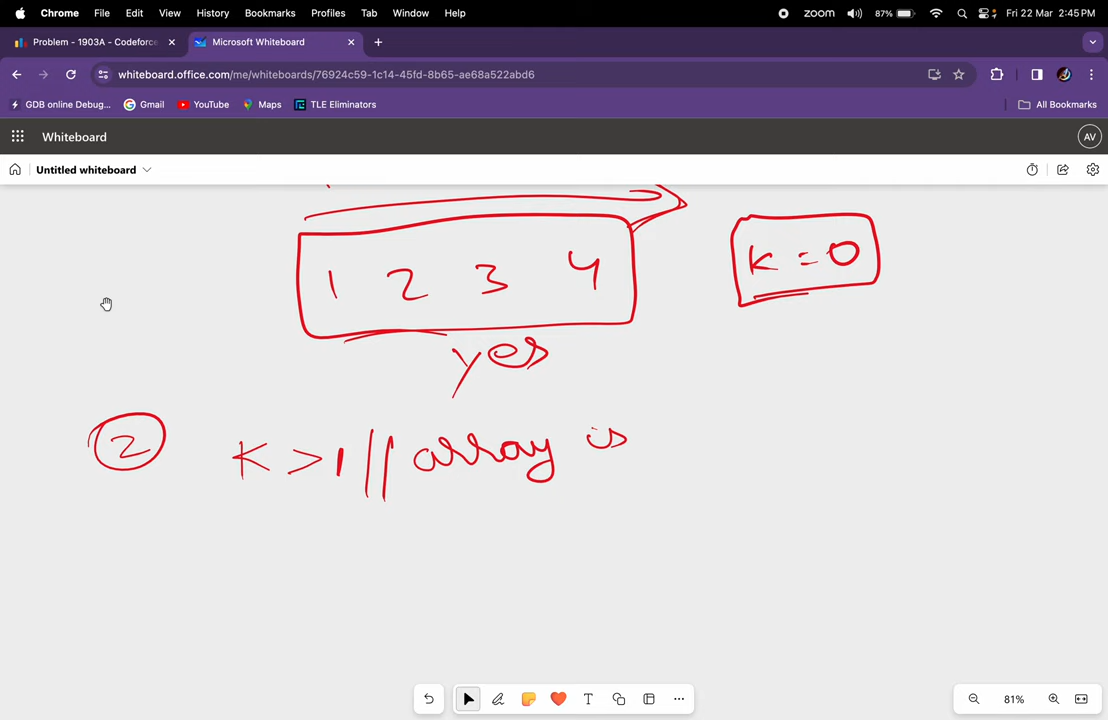 Chrome File Edit View History Bookmarks Profiles Tab Window Help zoom 87% Fri 22 Mar 2:45 PM
Problem - 1903A - Codeforce Microsoft Whiteboard
whiteboard.office.com/me/whiteboards/76924c59-1c14-45fd-8b65-ae68a522abd6
GDB online Debug... Gmail YouTube Maps TLE Eliminators All Bookmarks
Whiteboard AV
Untitled whiteboard
1 2 3 4 K = 0
yes
2 K > 1 || array is
81%